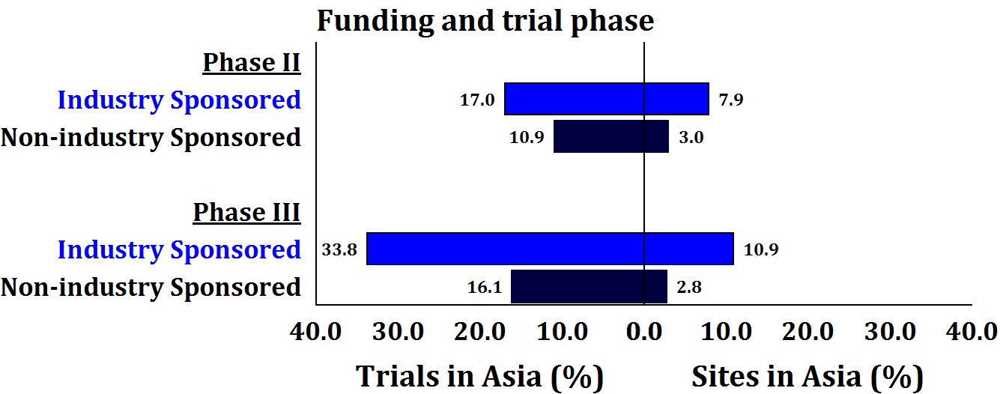 Funding and trial phase
Phase II
Industry Sponsored 17.0 7.9
Non-industry Sponsored 10.9 3.0
Phase III
Industry Sponsored 33.8 10.9
Non-industry Sponsored 16.1 2.8
40.0 30.0 20.0 10.0 0.0 10.0 20.0 30.0 40.0
Trials in Asia (%) Sites in Asia (%)